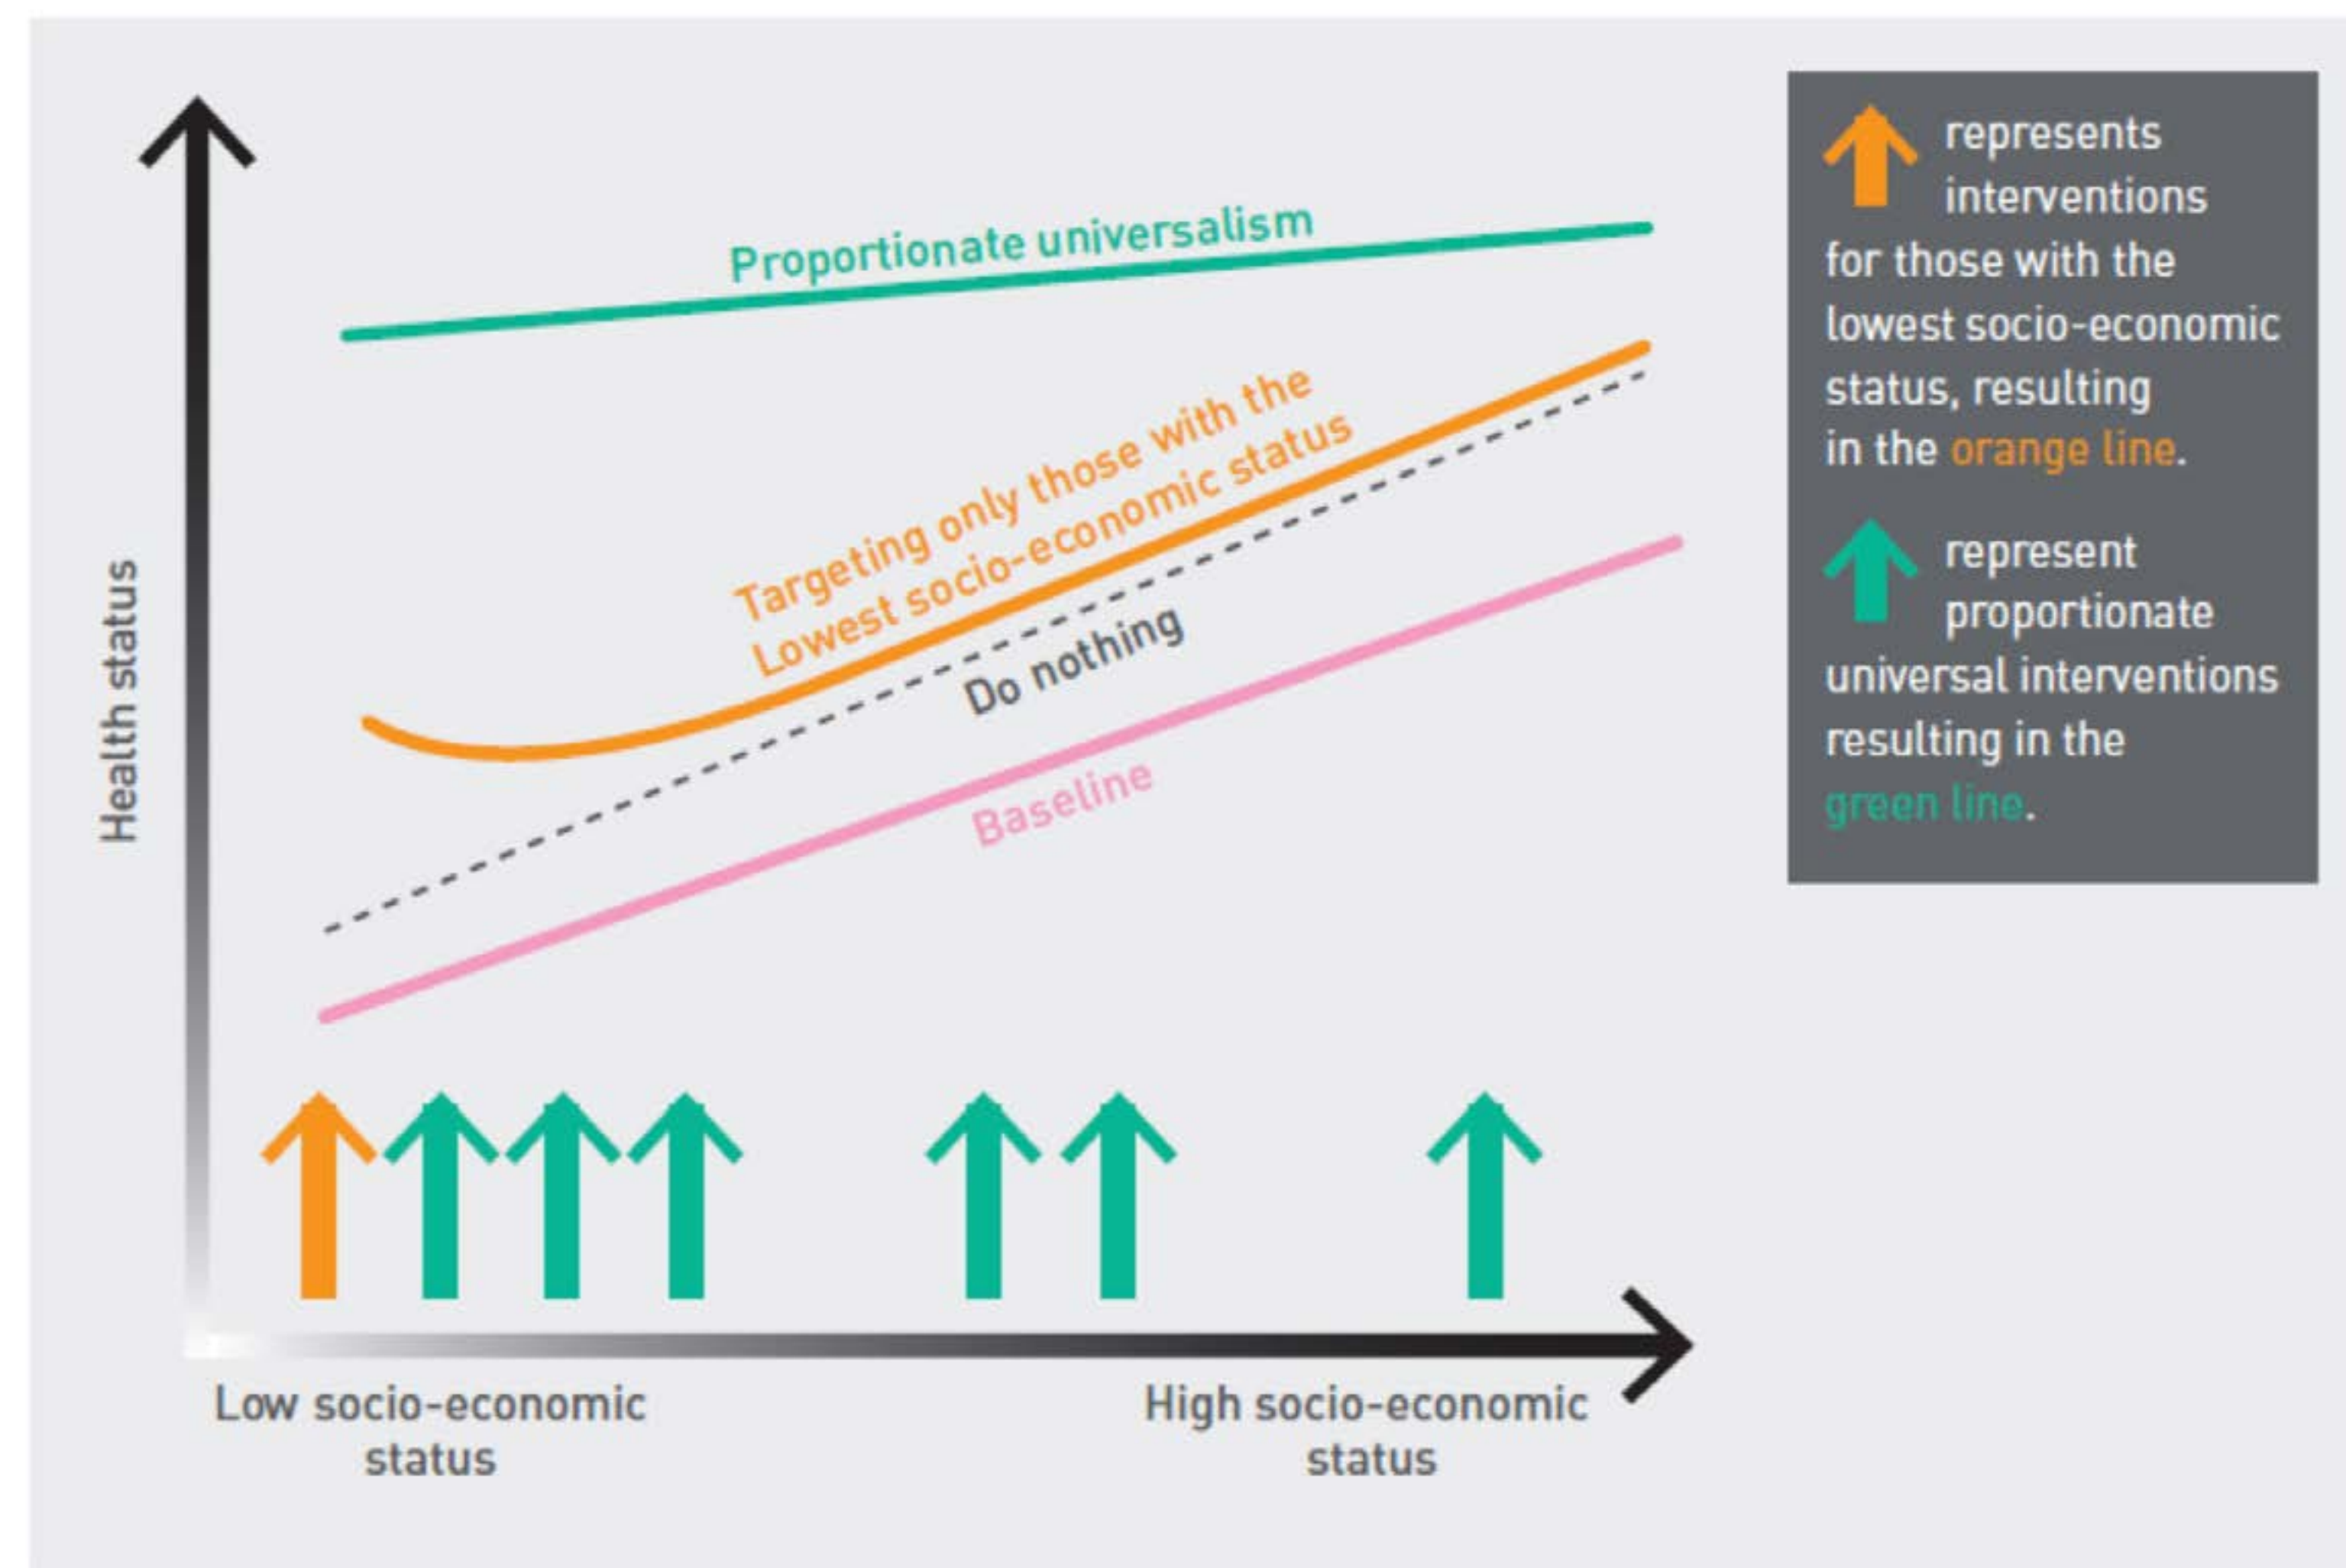 Proportionate universalism
Targeting only those with the
Lowest socio-economic status
Do nothing
Baseline
Health status
Low socio-economic
status
High socio-economic
status
represents
interventions
for those with the
lowest socio-economic
status, resulting
in the orange line.
represent
proportionate
universal interventions
resulting in the
green line.